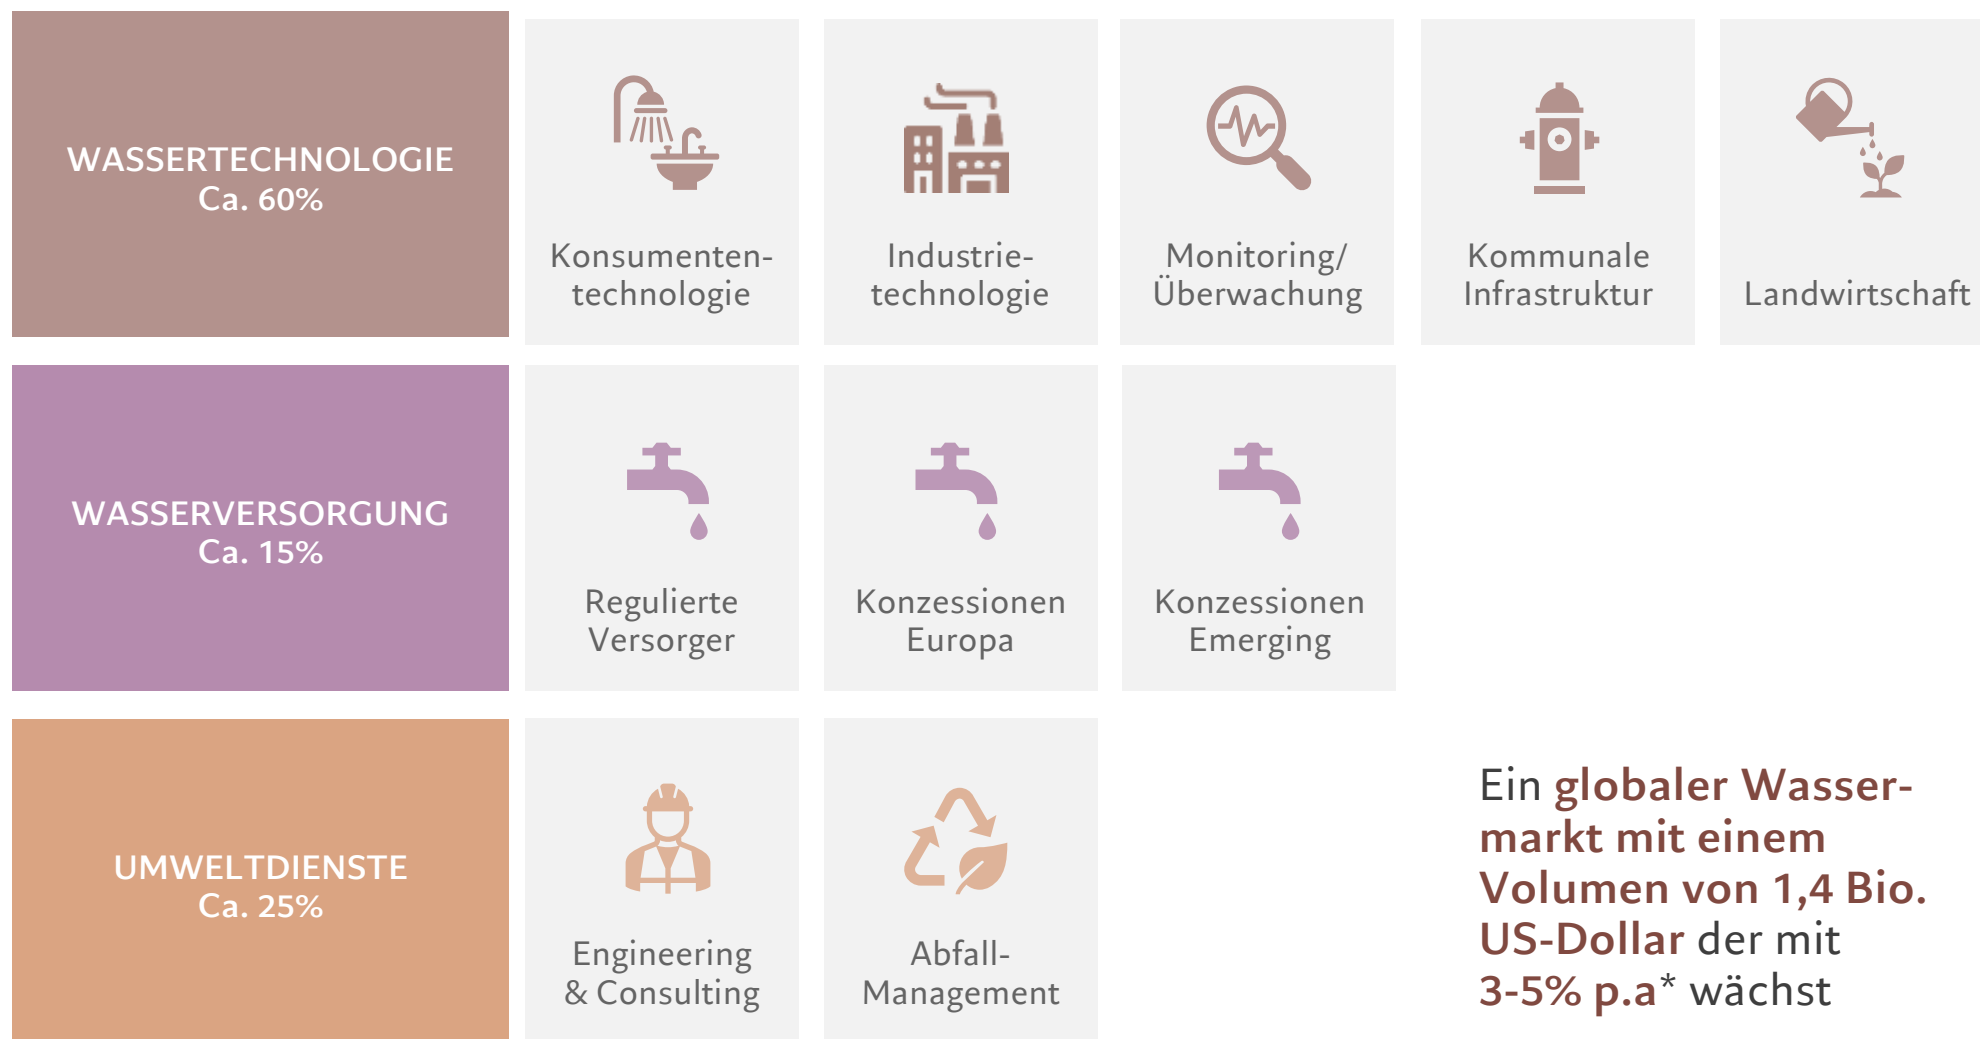 WASSERTECHNOLOGIE
Ca. 60%
Konsumenten-
technologie
Industrie-
technologie
Monitoring/
Überwachung
Kommunale
Infrastruktur
Landwirtschaft
WASSERVERSORGUNG
Ca. 15%
Regulierte
Versorger
Konzessionen
Europa
Konzessionen
Emerging
UMWELTDIENSTE
Ca. 25%
Engineering
& Consulting
Abfall-
Management
Ein globaler Wasser-
markt mit einem
Volumen von 1,4 Bio.
US-Dollar der mit
3-5% p.a* wächst